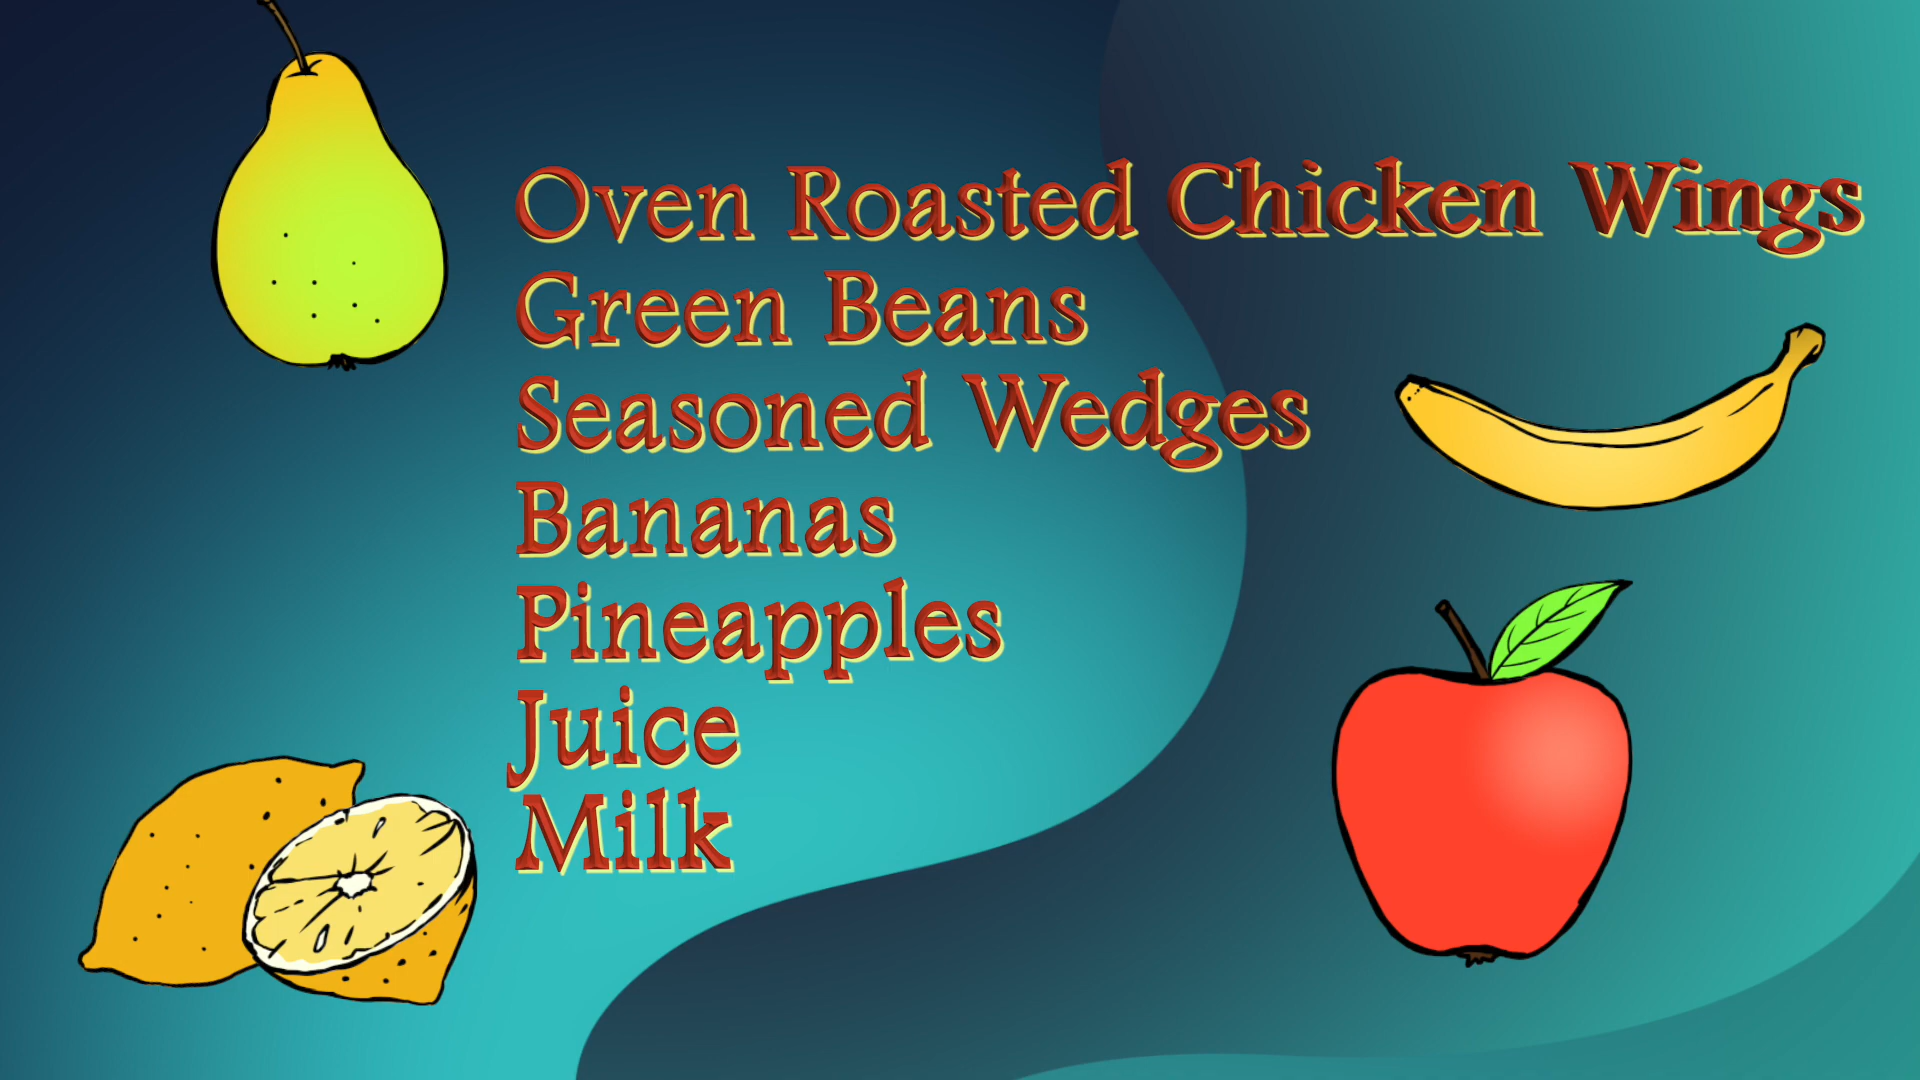 Oven Roasted Chicken Wings
Green Beans
Seasoned Wedges
Bananas
Pineapples
Juice
Milk